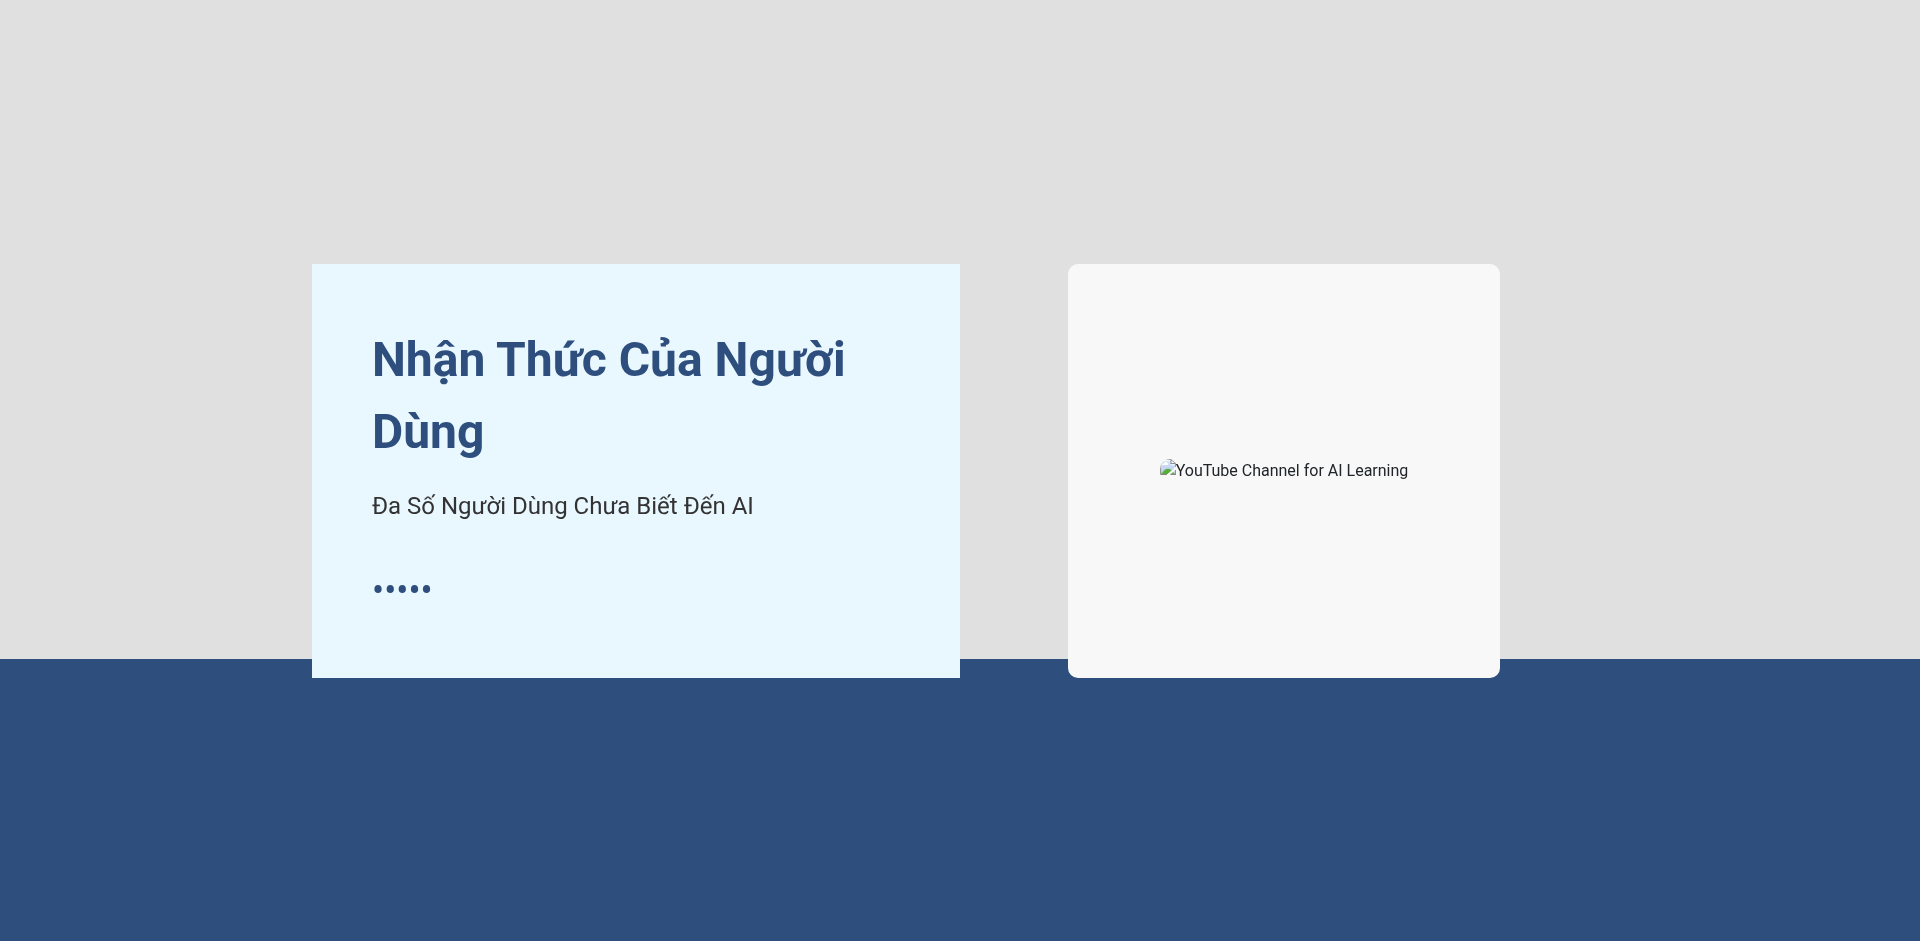 Nhận Thức Của Người
Dùng
Đa Số Người Dùng Chưa Biết Đến AI
•••••
YouTube Channel for AI Learning